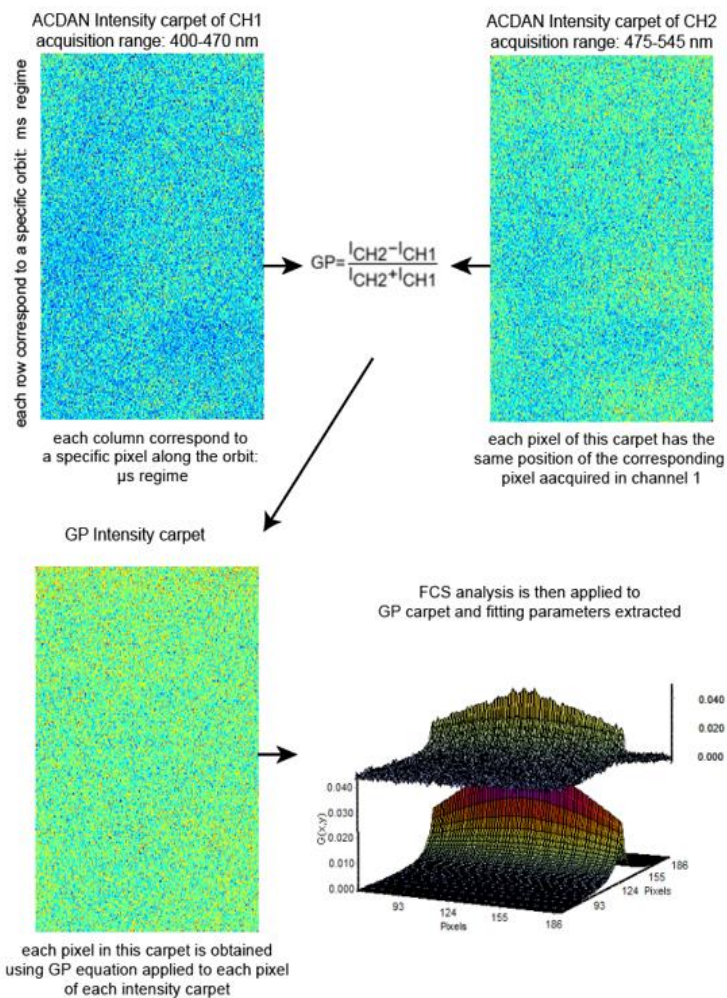 ACDAN Intensity carpet of CH1
acquisition range: 400-470 nm
ACDAN Intensity carpet of CH2
acquisition range: 475-545 nm
each row correspond to a specific orbit: ms regime
GP=
I CH2−I CH1
I CH2+I CH1
each column correspond to
a specific pixel along the orbit:
µs regime
each pixel of this carpet has the
same position of the corresponding
pixel aacquired in channel 1
GP Intensity carpet
FCS analysis is then applied to
GP carpet and fitting parameters extracted
0.040
0.020
0.000
0.040
0.030
0.020
0.010
0.000
G(x,y)
93
124
155
186
Pixels
93
124
155
186
Pixels
each pixel in this carpet is obtained
using GP equation applied to each pixel
of each intensity carpet